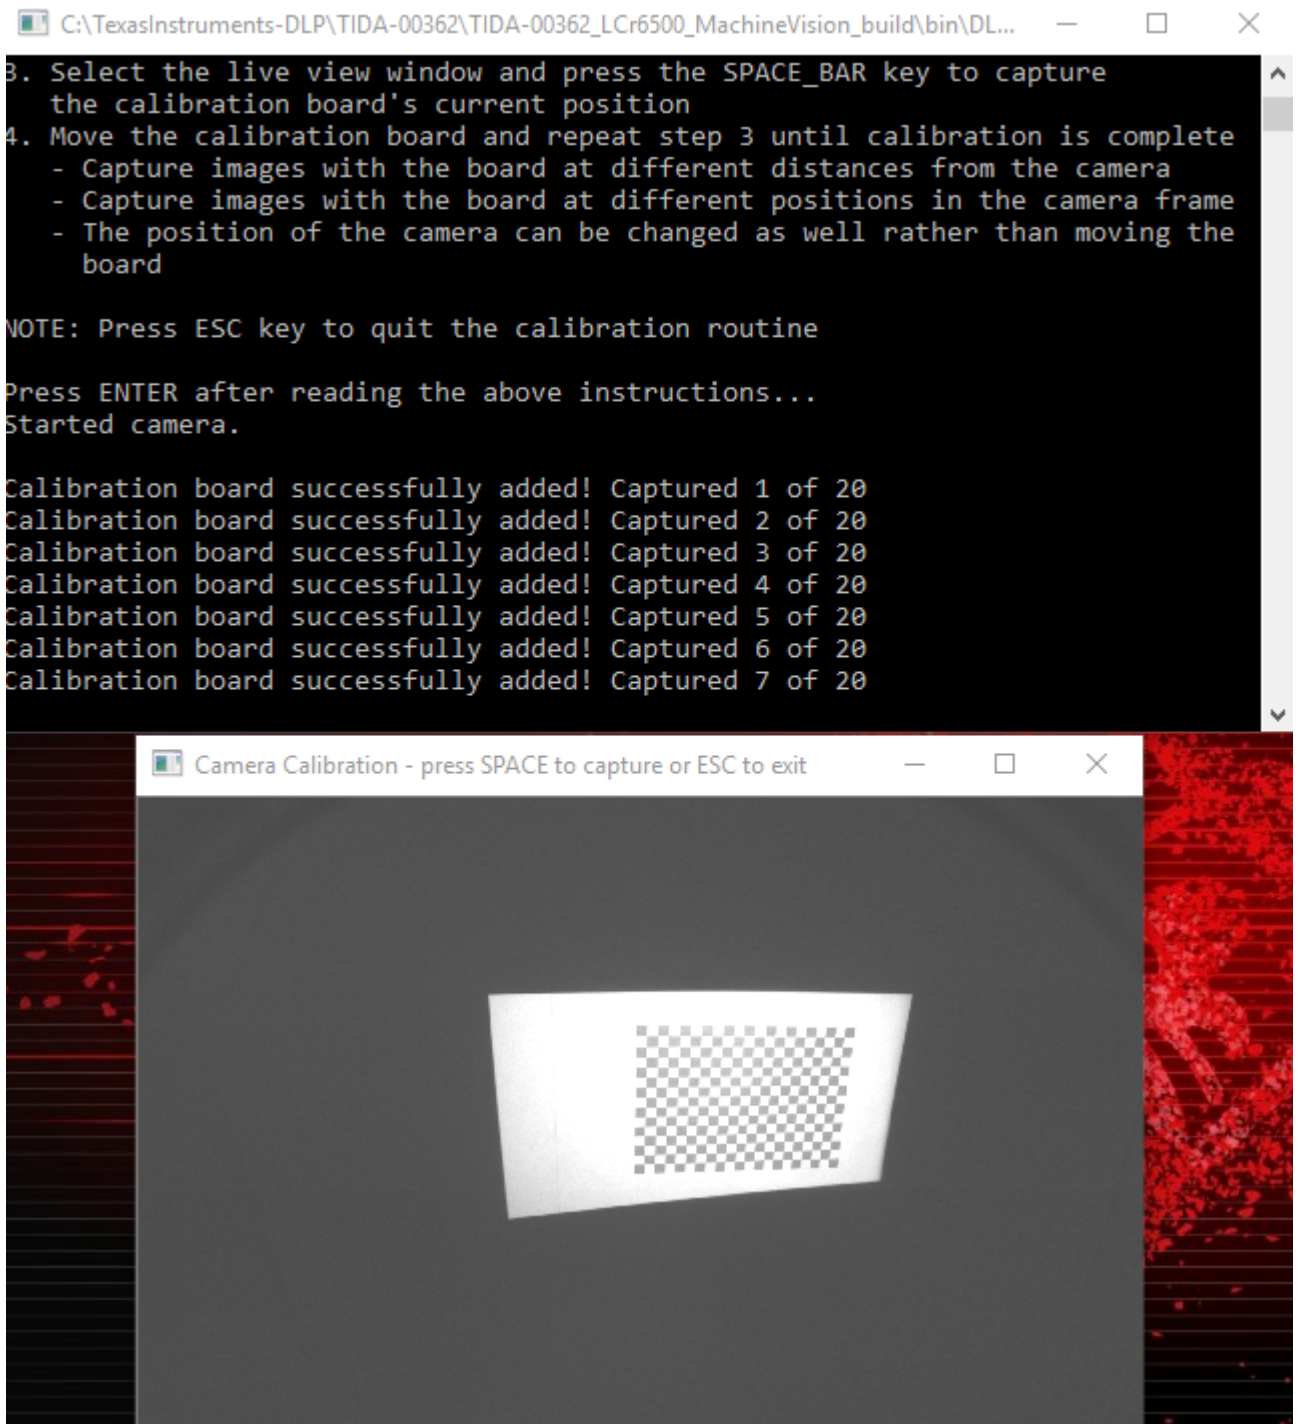 C:\TexasInstruments-DLP\TIDA-00362\TIDA-00362_LCr6500_MachineVision_build\bin\DL...
3. Select the live view window and press the SPACE_BAR key to capture
the calibration board's current position
4. Move the calibration board and repeat step 3 until calibration is complete
- Capture images with the board at different distances from the camera
- Capture images with the board at different positions in the camera frame
- The position of the camera can be changed as well rather than moving the
board
NOTE: Press ESC key to quit the calibration routine
Press ENTER after reading the above instructions...
Started camera.
Calibration board successfully added! Captured 1 of 20
Calibration board successfully added! Captured 2 of 20
Calibration board successfully added! Captured 3 of 20
Calibration board successfully added! Captured 4 of 20
Calibration board successfully added! Captured 5 of 20
Calibration board successfully added! Captured 6 of 20
Calibration board successfully added! Captured 7 of 20
Camera Calibration - press SPACE to capture or ESC to exit